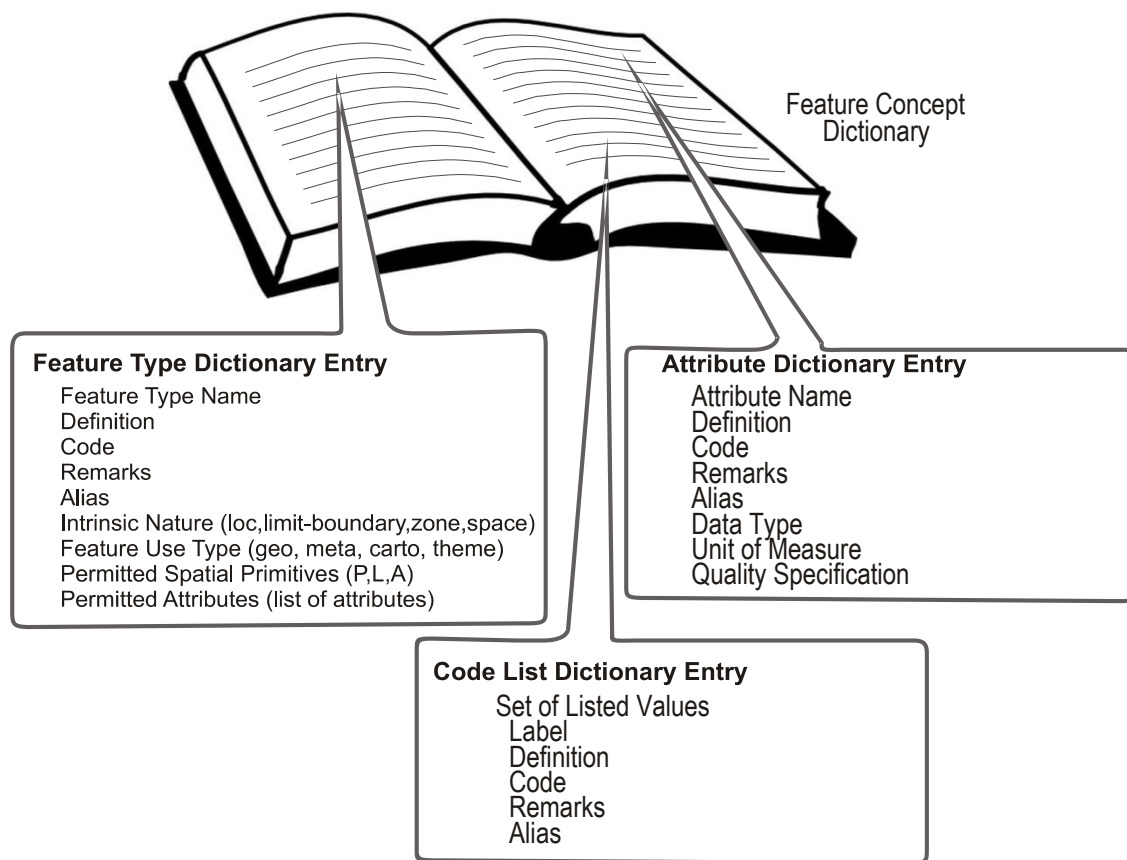 Feature Concept
Dictionary
Feature Type Dictionary Entry
Feature Type Name
Definition
Code
Remarks
Alias
Intrinsic Nature (loc,limit-boundary,zone,space)
Feature Use Type (geo, meta, carto, theme)
Permitted Spatial Primitives (P,L,A)
Permitted Attributes (list of attributes)
Attribute Dictionary Entry
Attribute Name
Definition
Code
Remarks
Alias
Data Type
Unit of Measure
Quality Specification
Code List Dictionary Entry
Set of Listed Values
Label
Definition
Code
Remarks
Alias